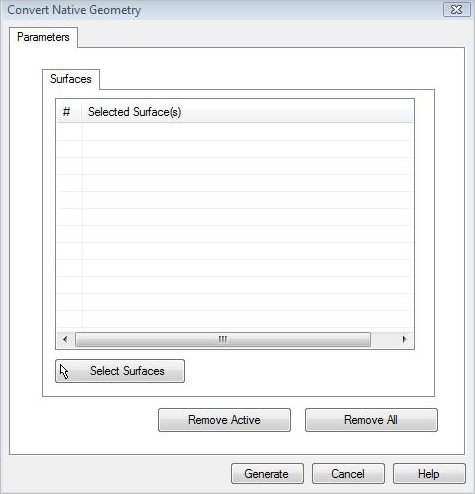 Convert Native Geometry
Parameters
Surfaces
# Selected Surface(s)
Select Surfaces
Remove Active Remove All
Generate Cancel Help